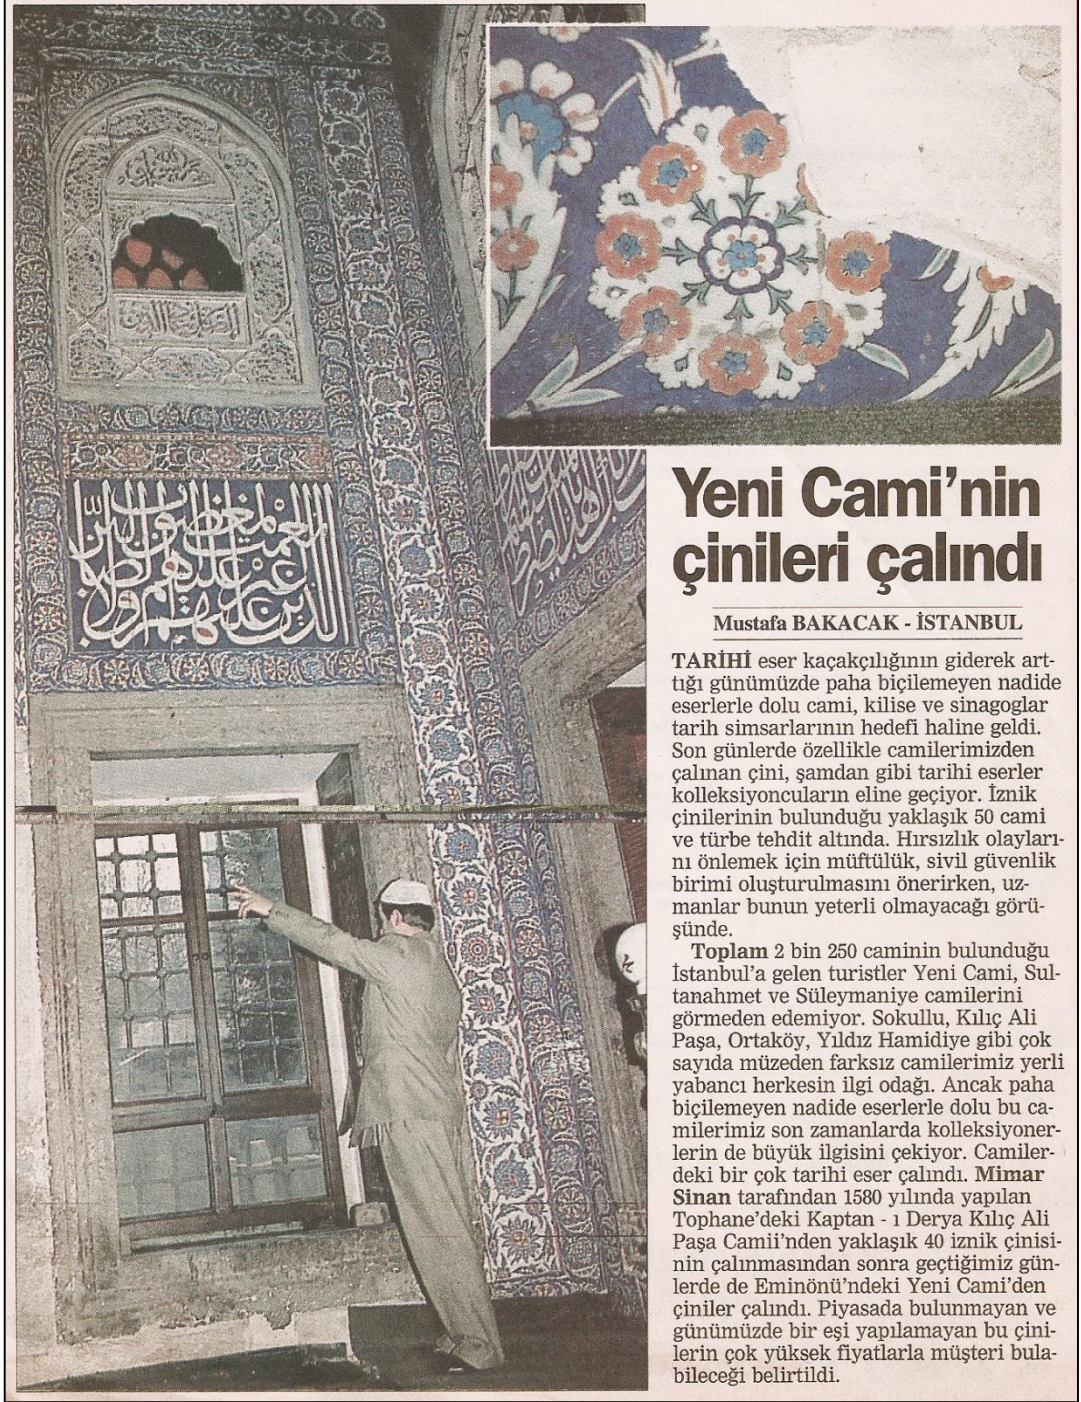 الذين انعمت عليهم غير المغضوب عليهم ولا
Yeni Cami’nin
çinileri çalındı
Mustafa BAKACAK - İSTANBUL
TARİHİ eser kaçakçılığının giderek art-
tığı günümüzde paha biçilemeyen nadide
eserlerle dolu cami, kilise ve sinagoglar
tarih simsarlarının hedefi haline geldi.
Son günlerde özellikle camilerimizden
çalınan çini, şamdan gibi tarihi eserler
kolleksiyoncuların eline geçiyor. İznik
çinilerinin bulunduğu yaklaşık 50 cami
ve türbe tehdit altında. Hırsızlık olayları-
nı önlemek için müftülük, sivil güvenlik
birimi oluşturulmasını önerirken, uz-
manlar bunun yeterli olmayacağı görü-
şünde.
Toplam 2 bin 250 caminin bulunduğu
İstanbul’a gelen turistler Yeni Cami, Sul-
tanahmet ve Süleymaniye camilerini
görmeden edemiyor. Sokullu, Kılıç Ali
Paşa, Ortaköy, Yıldız Hamidiye gibi çok
sayıda müzeden farksız camilerimiz yerli
yabancı herkesin ilgi odağı. Ancak paha
biçilemeyen nadide eserlerle dolu bu ca-
milerimiz son zamanlarda kolleksiyoner-
lerin de büyük ilgisini çekiyor. Camiler-
deki bir çok tarihi eser çalındı. Mimar
Sinan tarafından 1580 yılında yapılan
Tophane’deki Kaptan - ı Derya Kılıç Ali
Paşa Camii’nden yaklaşık 40 iznik çinisi-
nin çalınmasından sonra geçtiğimiz gün-
lerde de Eminönü’ndeki Yeni Cami’den
çiniler çalındı. Piyasada bulunmayan ve
günümüzde bir eşi yapılamayan bu çini-
lerin çok yüksek fiyatlarla müşteri bula-
bileceği belirtildi.